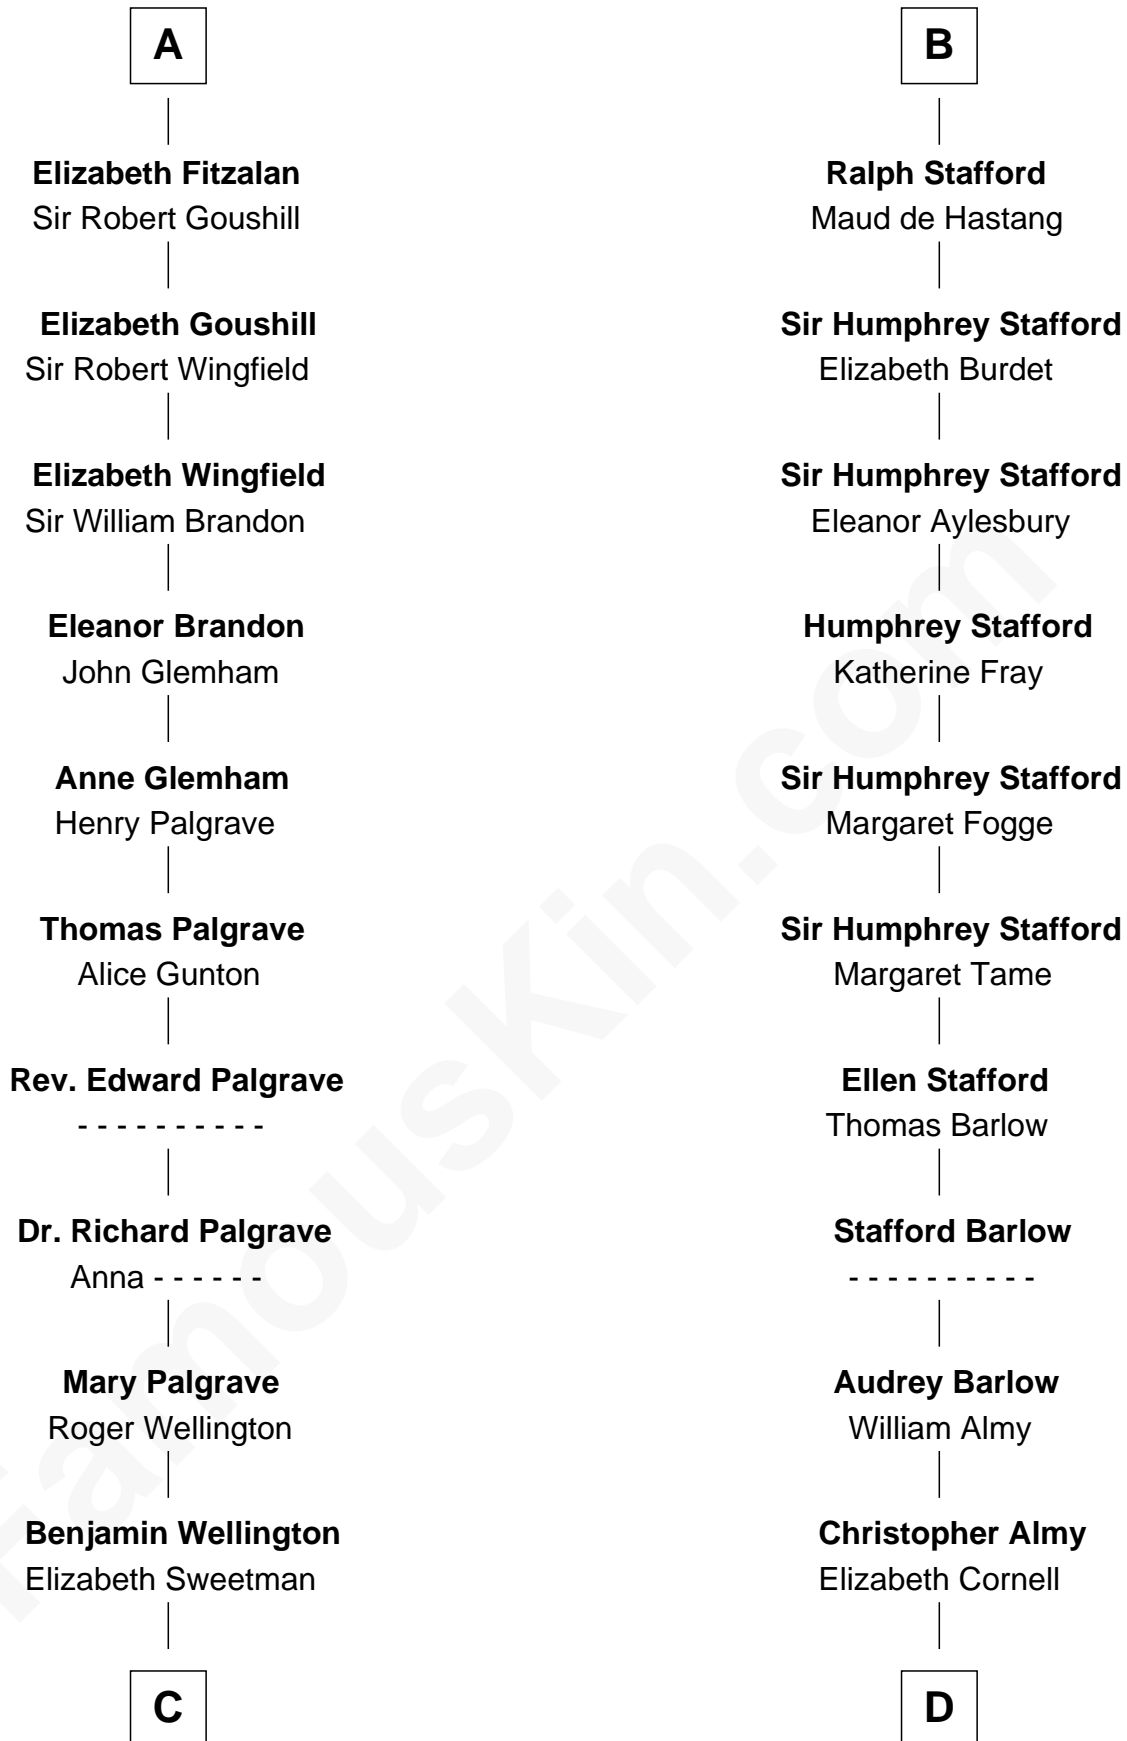 A
Elizabeth Fitzalan
Sir Robert Goushill
Elizabeth Goushill
Sir Robert Wingfield
Elizabeth Wingfield
Sir William Brandon
Eleanor Brandon
John Glemham
Anne Glemham
Henry Palgrave
Thomas Palgrave
Alice Gunton
Rev. Edward Palgrave
- - - - - - - - - -
Dr. Richard Palgrave
Anna - - - - - -
Mary Palgrave
Roger Wellington
Benjamin Wellington
Elizabeth Sweetman
C
B
Ralph Stafford
Maud de Hastang
Sir Humphrey Stafford
Elizabeth Burdet
Sir Humphrey Stafford
Eleanor Aylesbury
Humphrey Stafford
Katherine Fray
Sir Humphrey Stafford
Margaret Fogge
Sir Humphrey Stafford
Margaret Tame
Ellen Stafford
Thomas Barlow
Stafford Barlow
- - - - - - - - - -
Audrey Barlow
William Almy
Christopher Almy
Elizabeth Cornell
D
FamousKin.com